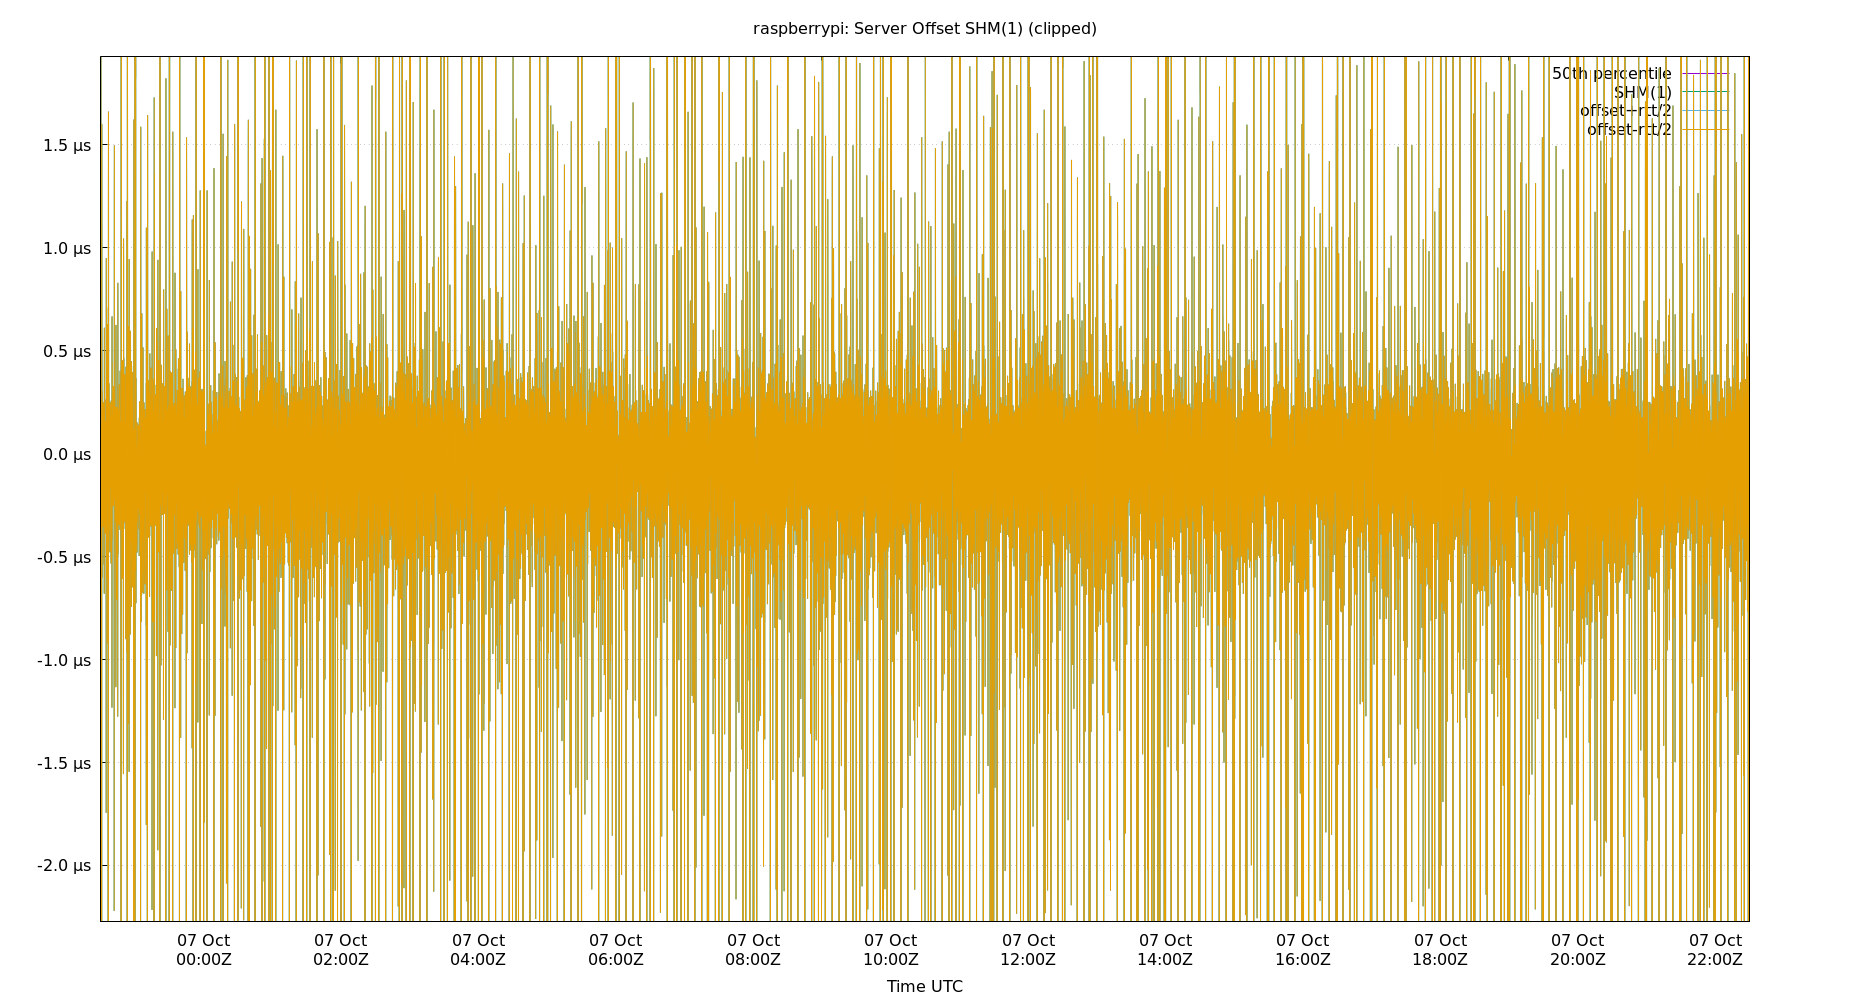 raspberrypi: Server Offset SHM(1) (clipped)
50th percentile
SHM(1)
offset+rtt/2
offset-rtt/2
1.5 µs
1.0 µs
0.5 µs
0.0 µs
-0.5 µs
-1.0 µs
-1.5 µs
-2.0 µs
07 Oct 07 Oct 07 Oct 07 Oct 07 Oct 07 Oct 07 Oct 07 Oct 07 Oct 07 Oct 07 Oct 07 Oct
00:00Z 02:00Z 04:00Z 06:00Z 08:00Z 10:00Z 12:00Z 14:00Z 16:00Z 18:00Z 20:00Z 22:00Z
Time UTC